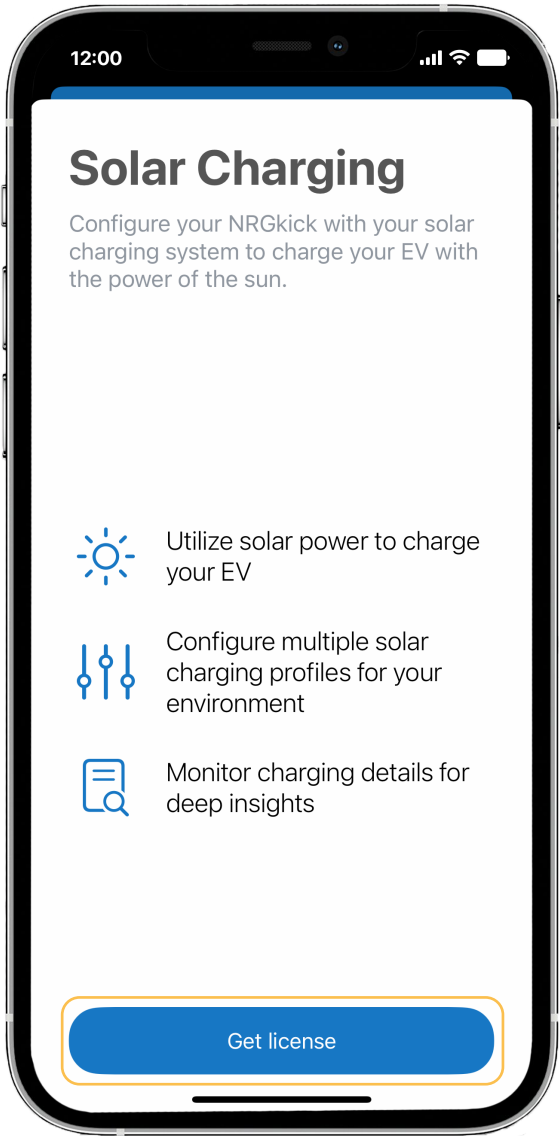 12:00
Solar Charging
Configure your NRGkick with your solar
charging system to charge your EV with
the power of the sun.
Utilize solar power to charge
your EV
Configure multiple solar
charging profiles for your
environment
Monitor charging details for
deep insights
Get license